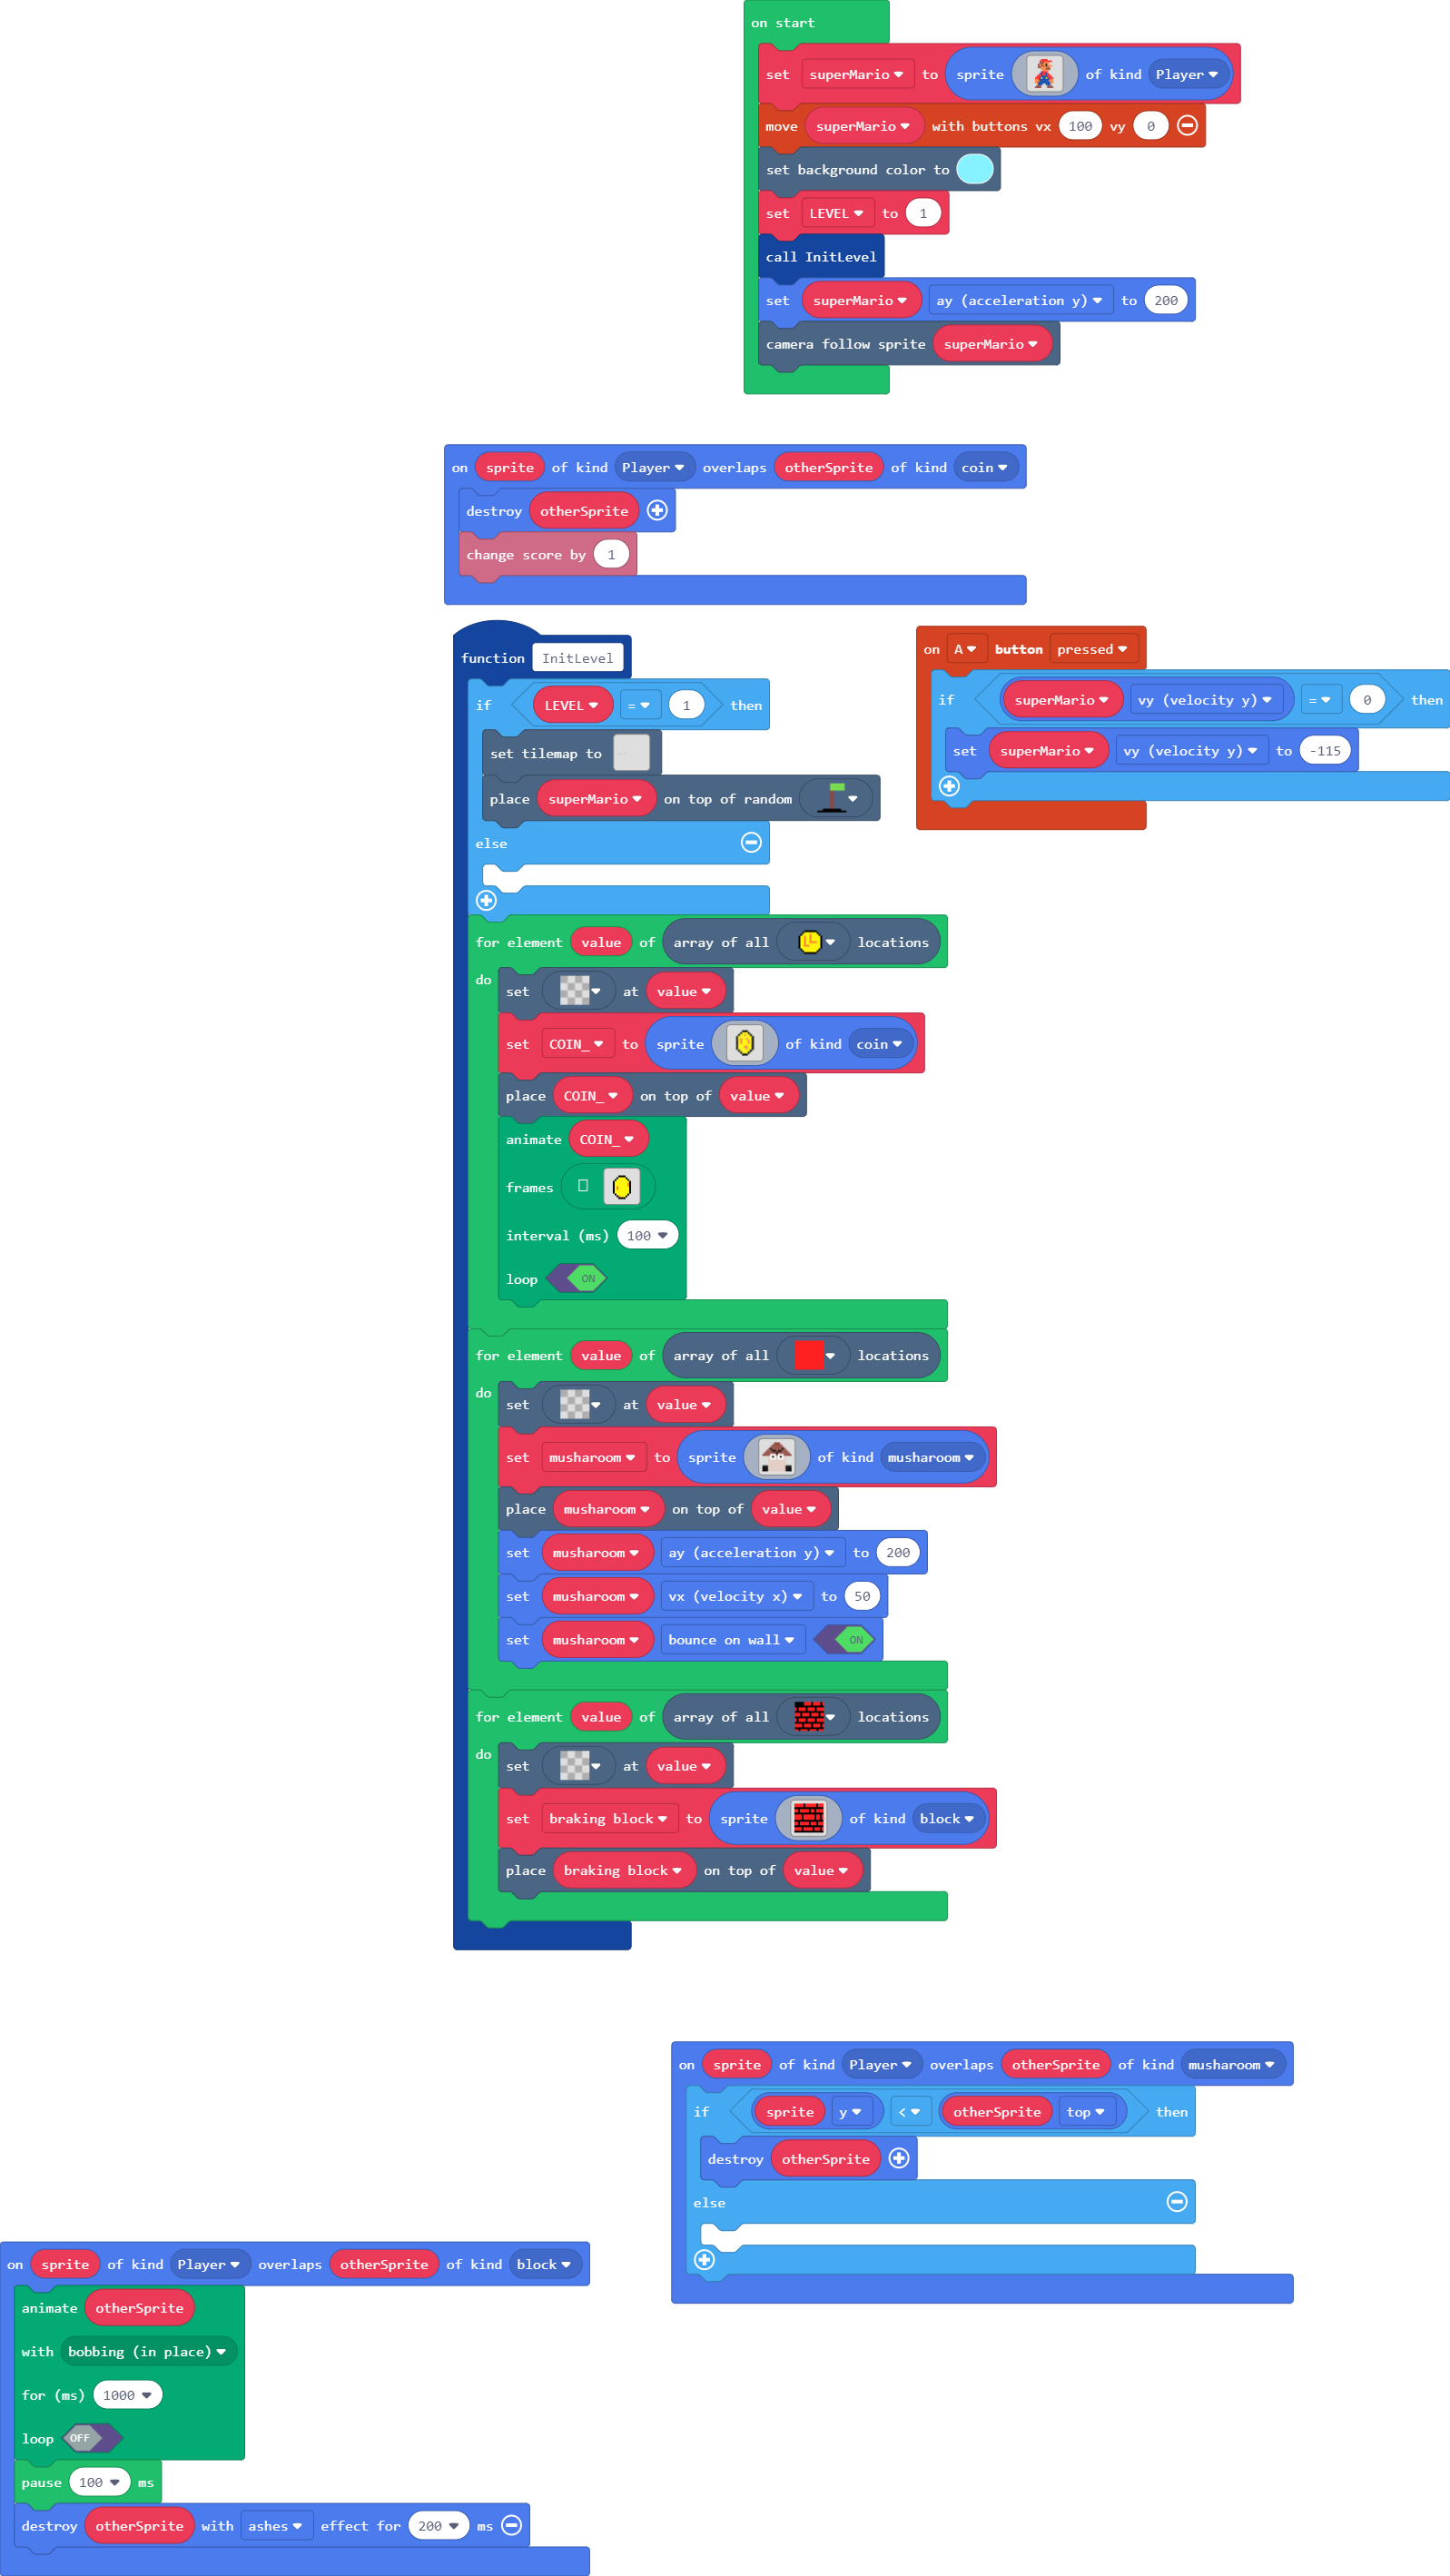 on start
set superMario to sprite of kind Player
move superMario with buttons vx 100 vy 0
set background color to
set LEVEL to 1
call InitLevel
set superMario ay (acceleration y) to 200
camera follow sprite superMario
on sprite of kind Player overlaps otherSprite of kind coin
destroy otherSprite
change score by 1
function InitLevel
if LEVEL = 1 then
set tilemap to
place superMario on top of random
else
for element value of array of all locations
do set at value
set COIN_ to sprite of kind coin
place COIN_ on top of value
animate COIN_
frames
interval (ms) 100
loop ON
for element value of array of all locations
do set at value
set musharoom to sprite of kind musharoom
place musharoom on top of value
set musharoom ay (acceleration y) to 200
set musharoom vx (velocity x) to 50
set musharoom bounce on wall ON
for element value of array of all locations
do set at value
set braking block to sprite of kind block
place braking block on top of value
on A button pressed
if superMario vy (velocity y) = 0 then
set superMario vy (velocity y) to -115
on sprite of kind Player overlaps otherSprite of kind musharoom
if sprite y < otherSprite top then
destroy otherSprite
else
on sprite of kind Player overlaps otherSprite of kind block
animate otherSprite
with bobbing (in place)
for (ms) 1000
loop OFF
pause 100 ms
destroy otherSprite with ashes effect for 200 ms